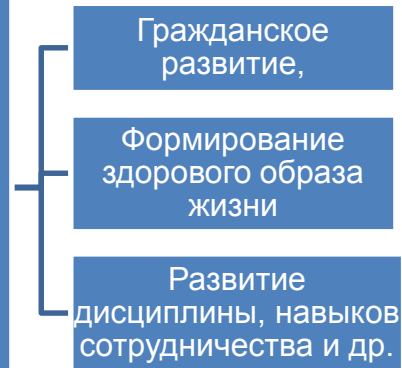 Гражданское
развитие,
Формирование
здорового образа
жизни
Развитие
дисциплины, навыков
сотрудничества и др.